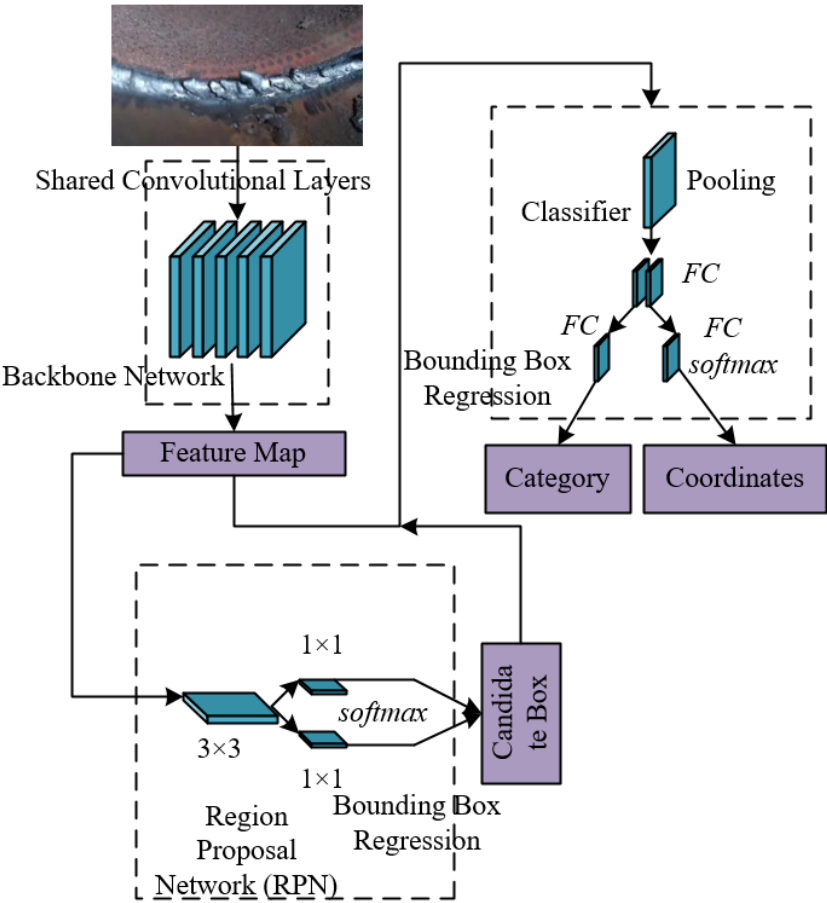 Shared Convolutional Layers
Backbone Network
Feature Map
Pooling
Classifier
FC
FC
FC
softmax
Bounding Box
Regression
Category
Coordinates
1×1
softmax
3×3
1×1
Bounding Box
Regression
Region
Proposal
Network (RPN)
Candida
te Box